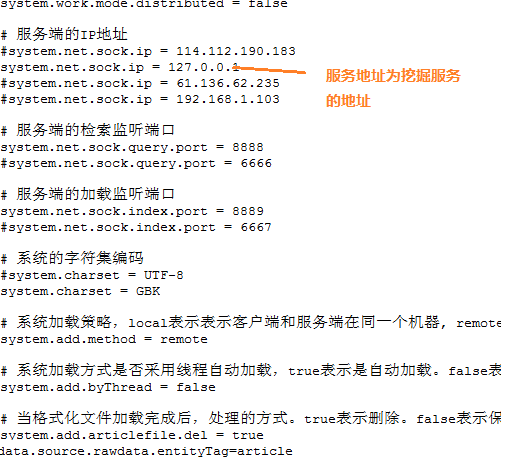 system.work.mode.distributed = false
# 服务端的IP地址
#system.net.sock.ip = 114.112.190.183
system.net.sock.ip = 127.0.0.1
#system.net.sock.ip = 61.136.62.235
#system.net.sock.ip = 192.168.1.103
服务地址为挖掘服务
的地址
# 服务端的检索监听端口
system.net.sock.query.port = 8888
#system.net.sock.query.port = 6666
# 服务端的加载监听端口
system.net.sock.index.port = 8889
#system.net.sock.index.port = 6667
# 系统的字符集编码
#system.charset = UTF-8
system.charset = GBK
# 系统加载策略，local表示表示客户端和服务端在同一个机器, remote
system.add.method = remote
# 系统加载方式是否采用线程自动加载，true表示是自动加载。false表
system.add.byThread = false
# 当格式化文件加载完成后，处理的方式。true表示删除。false表示保
system.add.articlefile.del = true
data.source.rawdata.entityTag=article